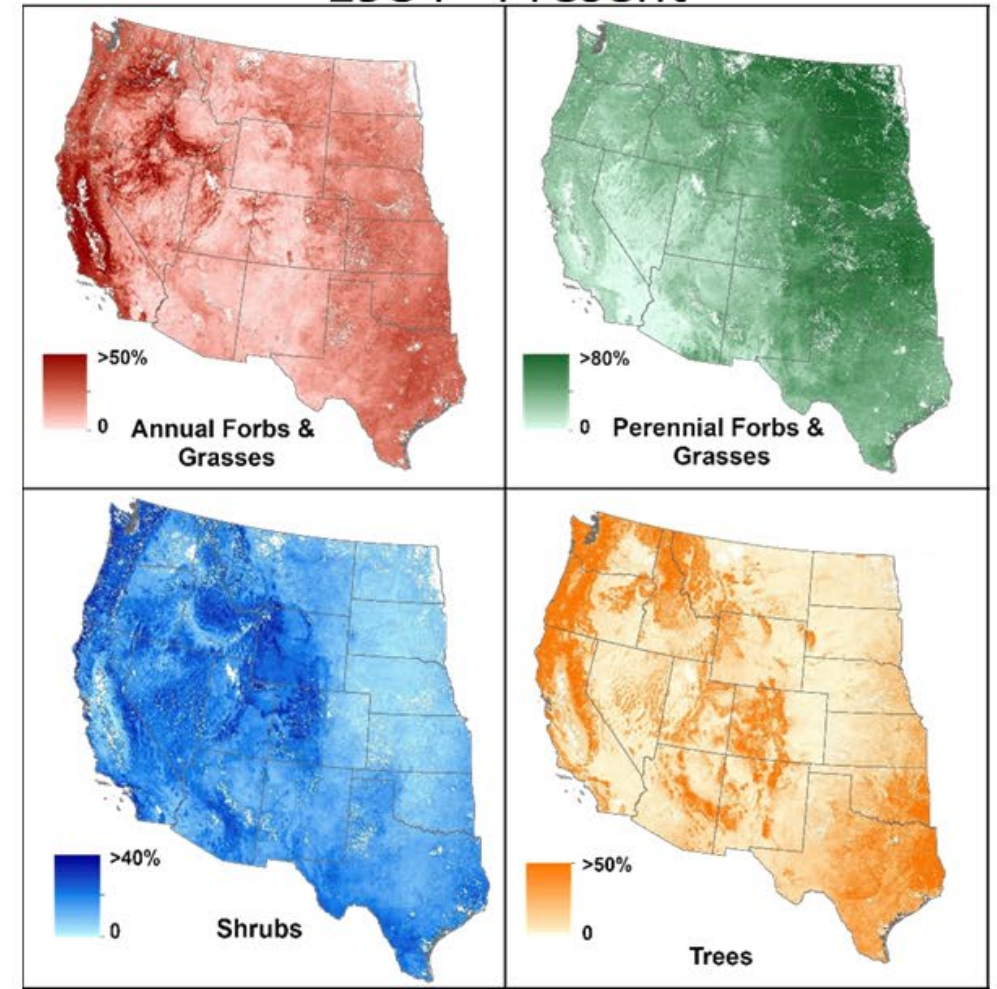 >50%
0
Annual Forbs &
Grasses
>80%
0
Perennial Forbs &
Grasses
>40%
0
Shrubs
>50%
0
Trees